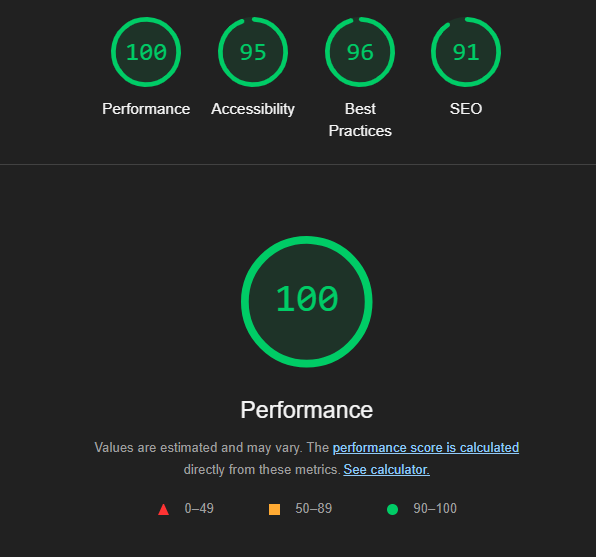 100
95
96
91
Performance
Accessibility
Best
Practices
SEO
100
Performance
Values are estimated and may vary. The performance score is calculated
directly from these metrics. See calculator.
0–49
50–89
90–100